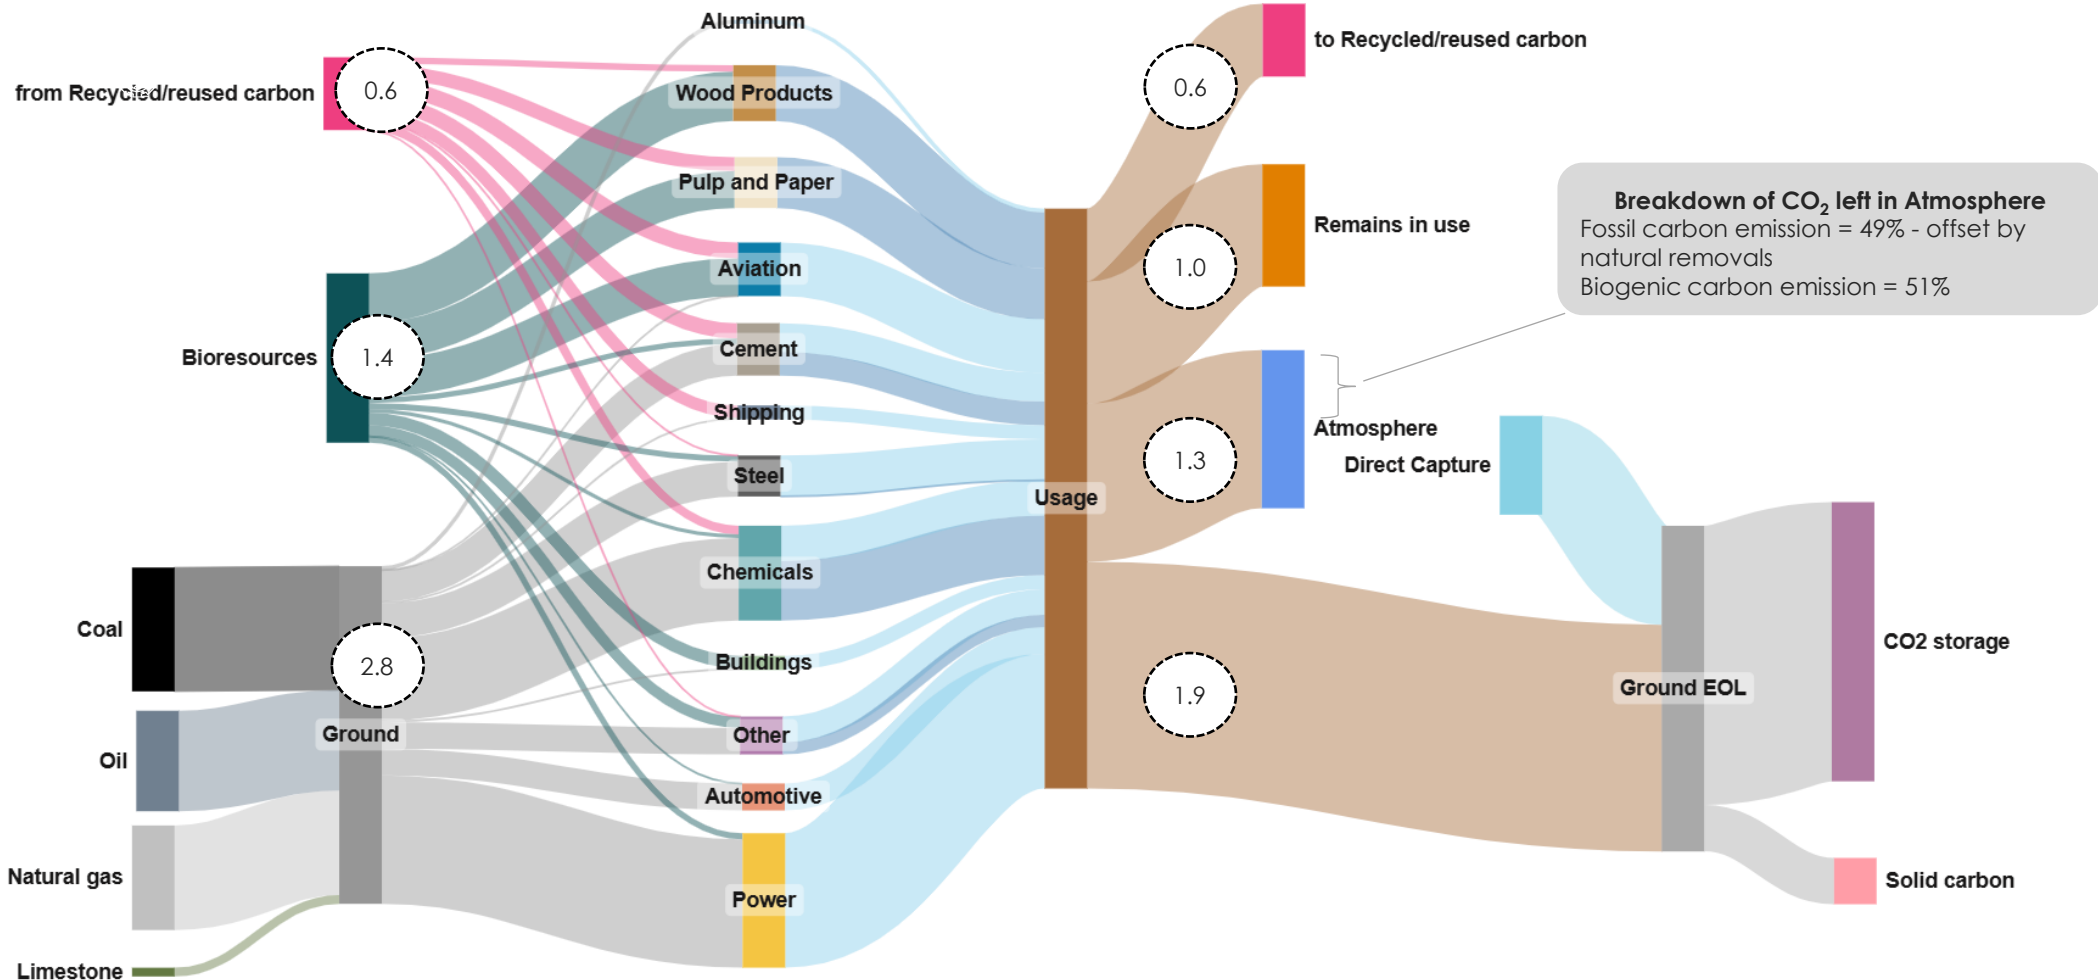 Aluminum
from Recycled/reused carbon
0.6
Wood Products
Pulp and Paper
Bioresources
1.4
Aviation
Cement
Shipping
Steel
Chemicals
Buildings
Other
Automotive
Power
Coal
Oil
Natural gas
Limestone
2.8
Ground
Usage
0.6
to Recycled/reused carbon
1.0
Remains in use
1.3
Atmosphere
1.9
Breakdown of CO₂ left in Atmosphere
Fossil carbon emission = 49% - offset by
natural removals
Biogenic carbon emission = 51%
Direct Capture
Ground EOL
CO2 storage
Solid carbon